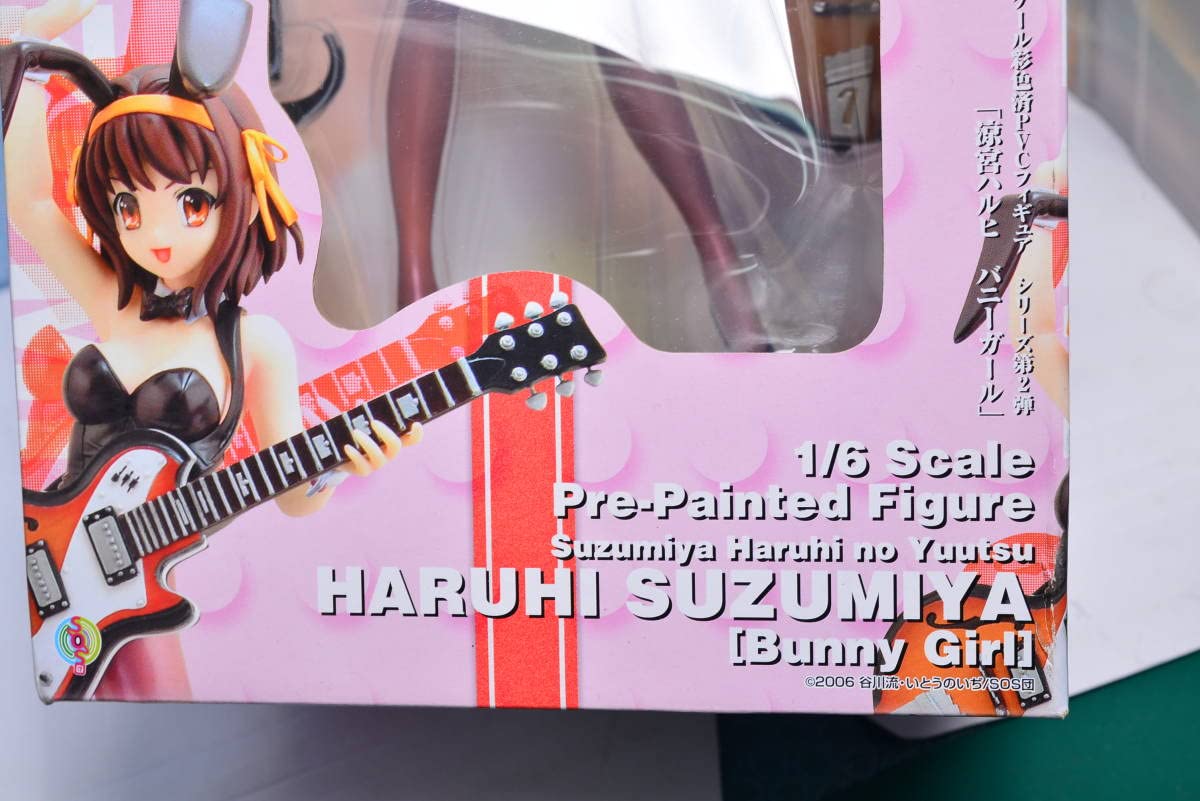 ール彩色済PVCフィギュア シリーズ第2弾
「涼宮ハルヒ バニーガール」
1/6 Scale
Pre-Painted Figure
Suzumiya Haruhi no Yuutsu
HARUHI SUZUMIYA
[Bunny Girl]
©2006 谷川流・いとうのいぢ/SOS団